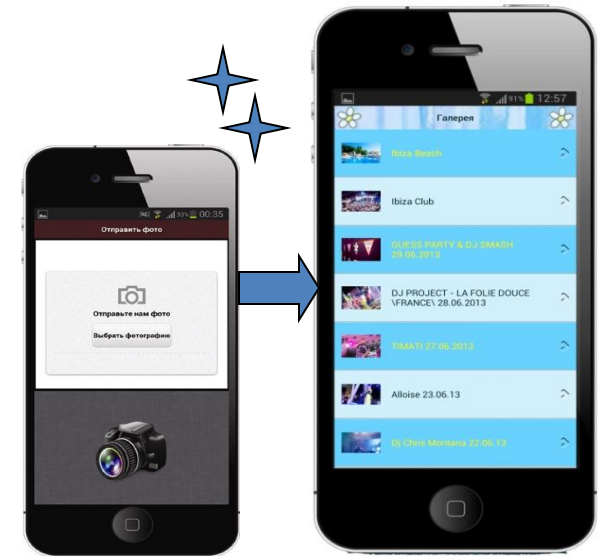 00:35
Отправить фото
Отправьте нам фото
Выбрать фотографию
91% 12:57
Галерея
Ibiza Beach
Ibiza Club
GUESS PARTY & DJ SMASH
29.06.2013
DJ PROJECT - LA FOLIE DOUCE
\FRANCE\ 28.06.2013
TIMATI 27.06.2013
Alloise 23.06.13
Dj Chris Montana 22.06.13